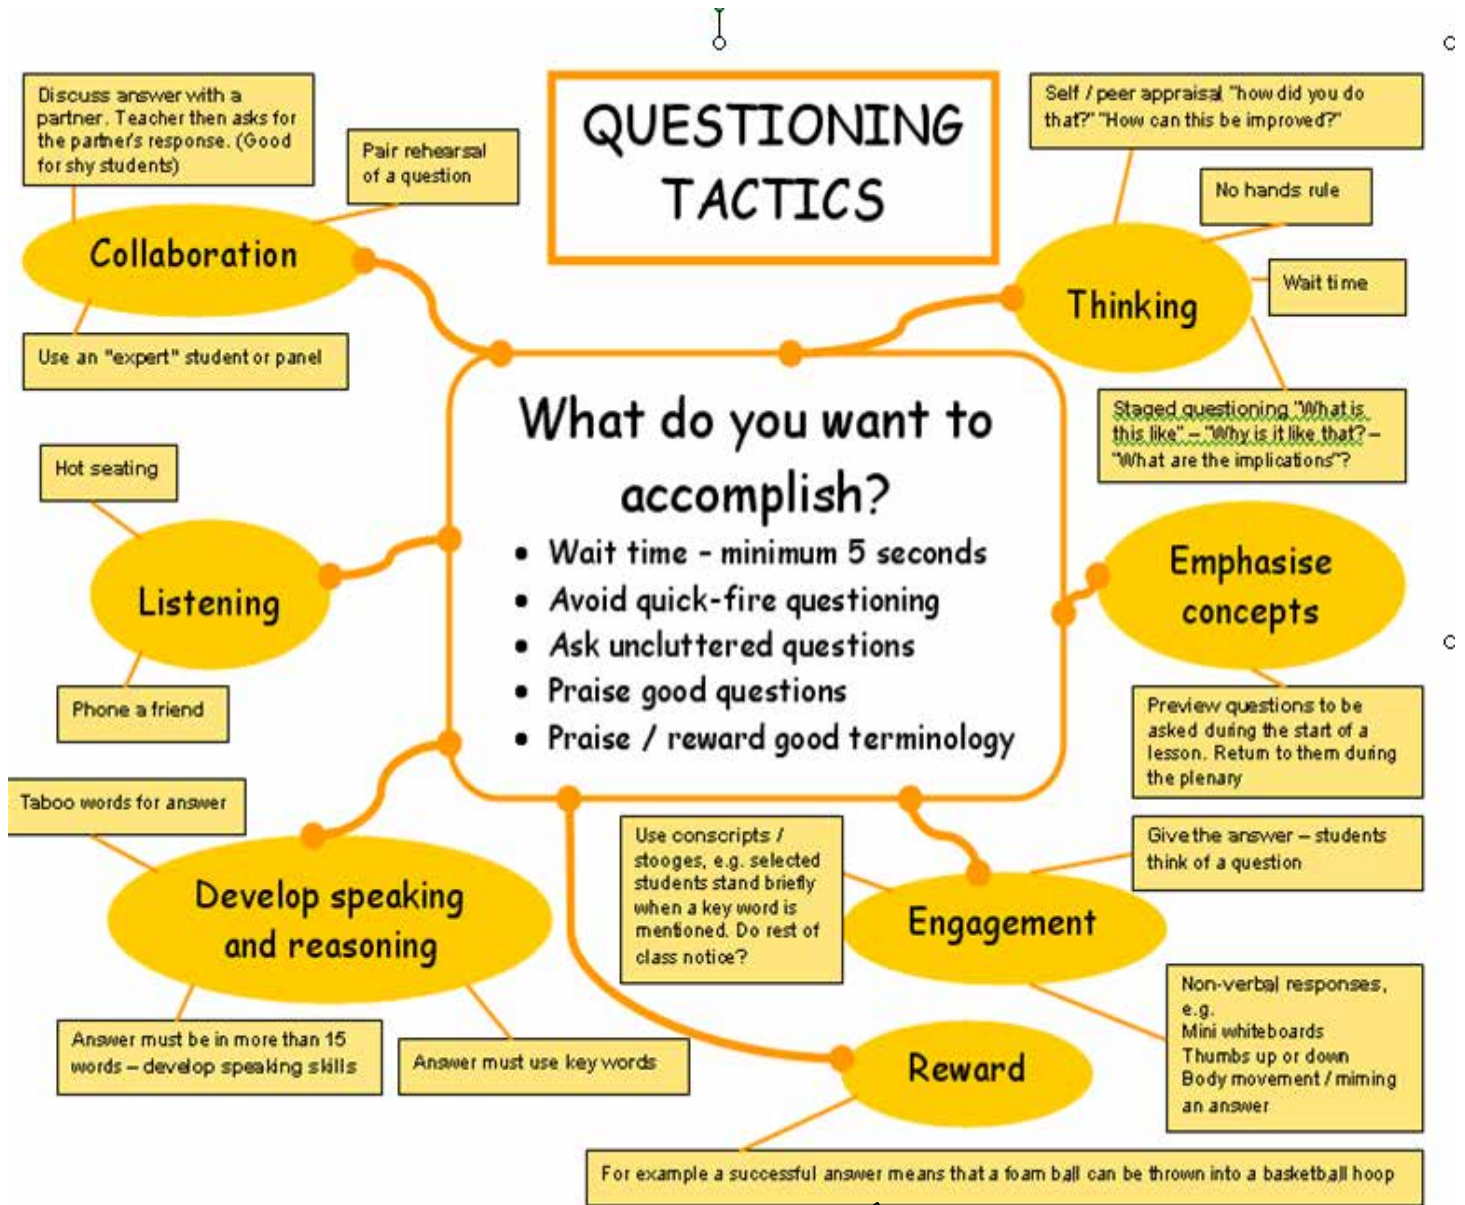 QUESTIONING
TACTICS
Discuss answer with a
partner. Teacher then asks for
the partner's response. (Good
for shy students)
Pair rehearsal
of a question
Collaboration
Use an "expert" student or panel
Self / peer appraisal "how did you do
that?" "How can this be improved?"
No hands rule
Wait time
Thinking
Staged questioning "What is
this like" – "Why is it like that? –
"What are the implications"?
What do you want to
accomplish?
• Wait time – minimum 5 seconds
• Avoid quick-fire questioning
• Ask uncluttered questions
• Praise good questions
• Praise / reward good terminology
Hot seating
Listening
Phone a friend
Emphasise
concepts
Preview questions to be
asked during the start of a
lesson. Return to them during
the plenary
Taboo words for answer
Develop speaking
and reasoning
Answer must be in more than 15
words – develop speaking skills
Answer must use key words
Use conscripts /
stooges, e.g. selected
students stand briefly
when a key word is
mentioned. Do rest of
class notice?
Give the answer – students
think of a question
Engagement
Non-verbal responses,
e.g.
Mini whiteboards
Thumbs up or down
Body movement / miming
an answer
Reward
For example a successful answer means that a foam ball can be thrown into a basketball hoop